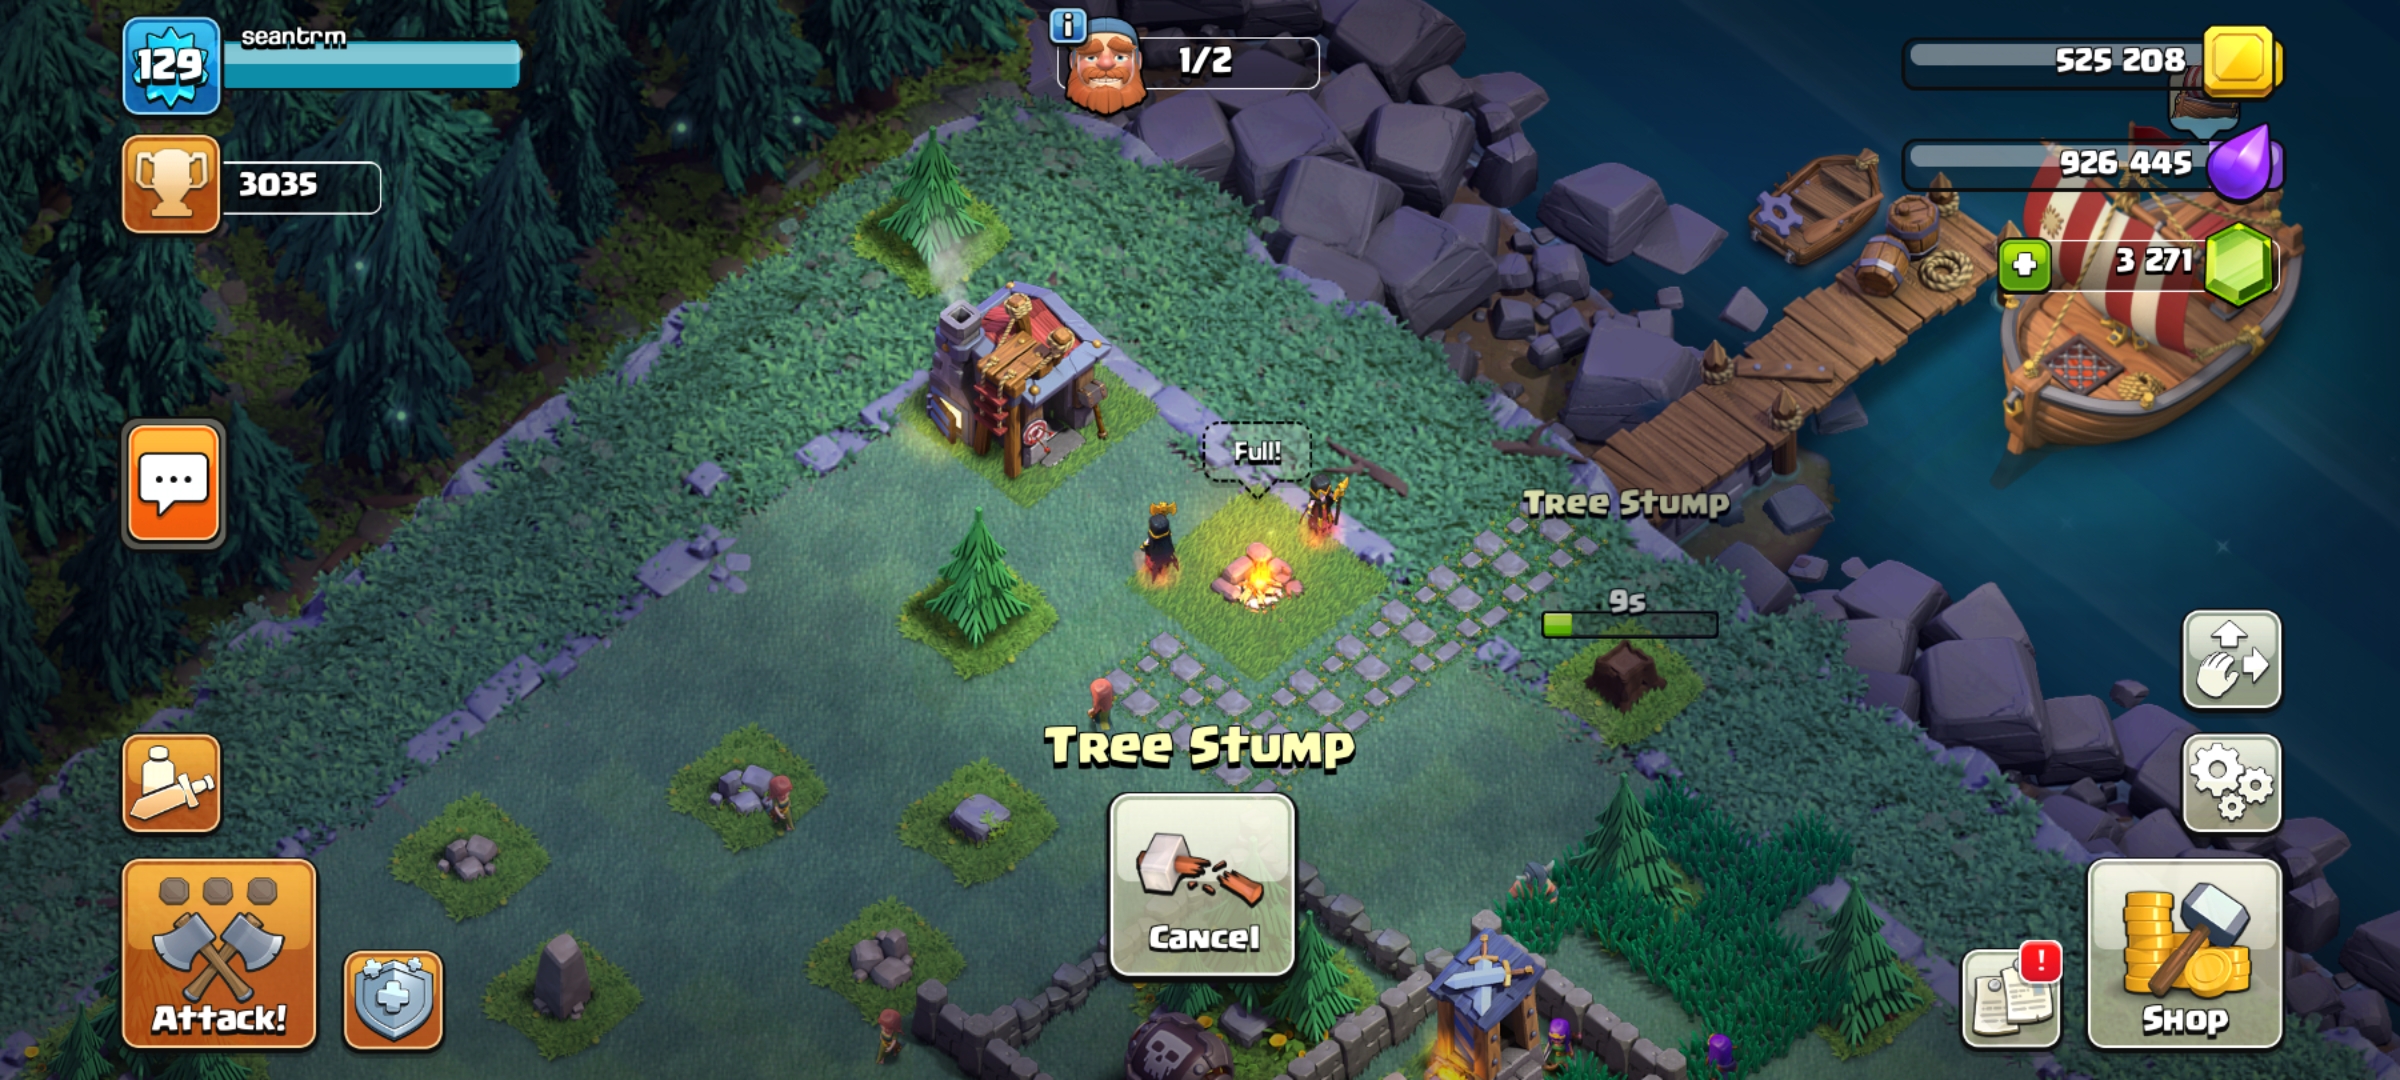 129
seantrm
i
1/2
525 208
3035
926 445
3 271
Full!
Tree Stump
9s
Tree Stump
Cancel
Attack!
!
Shop